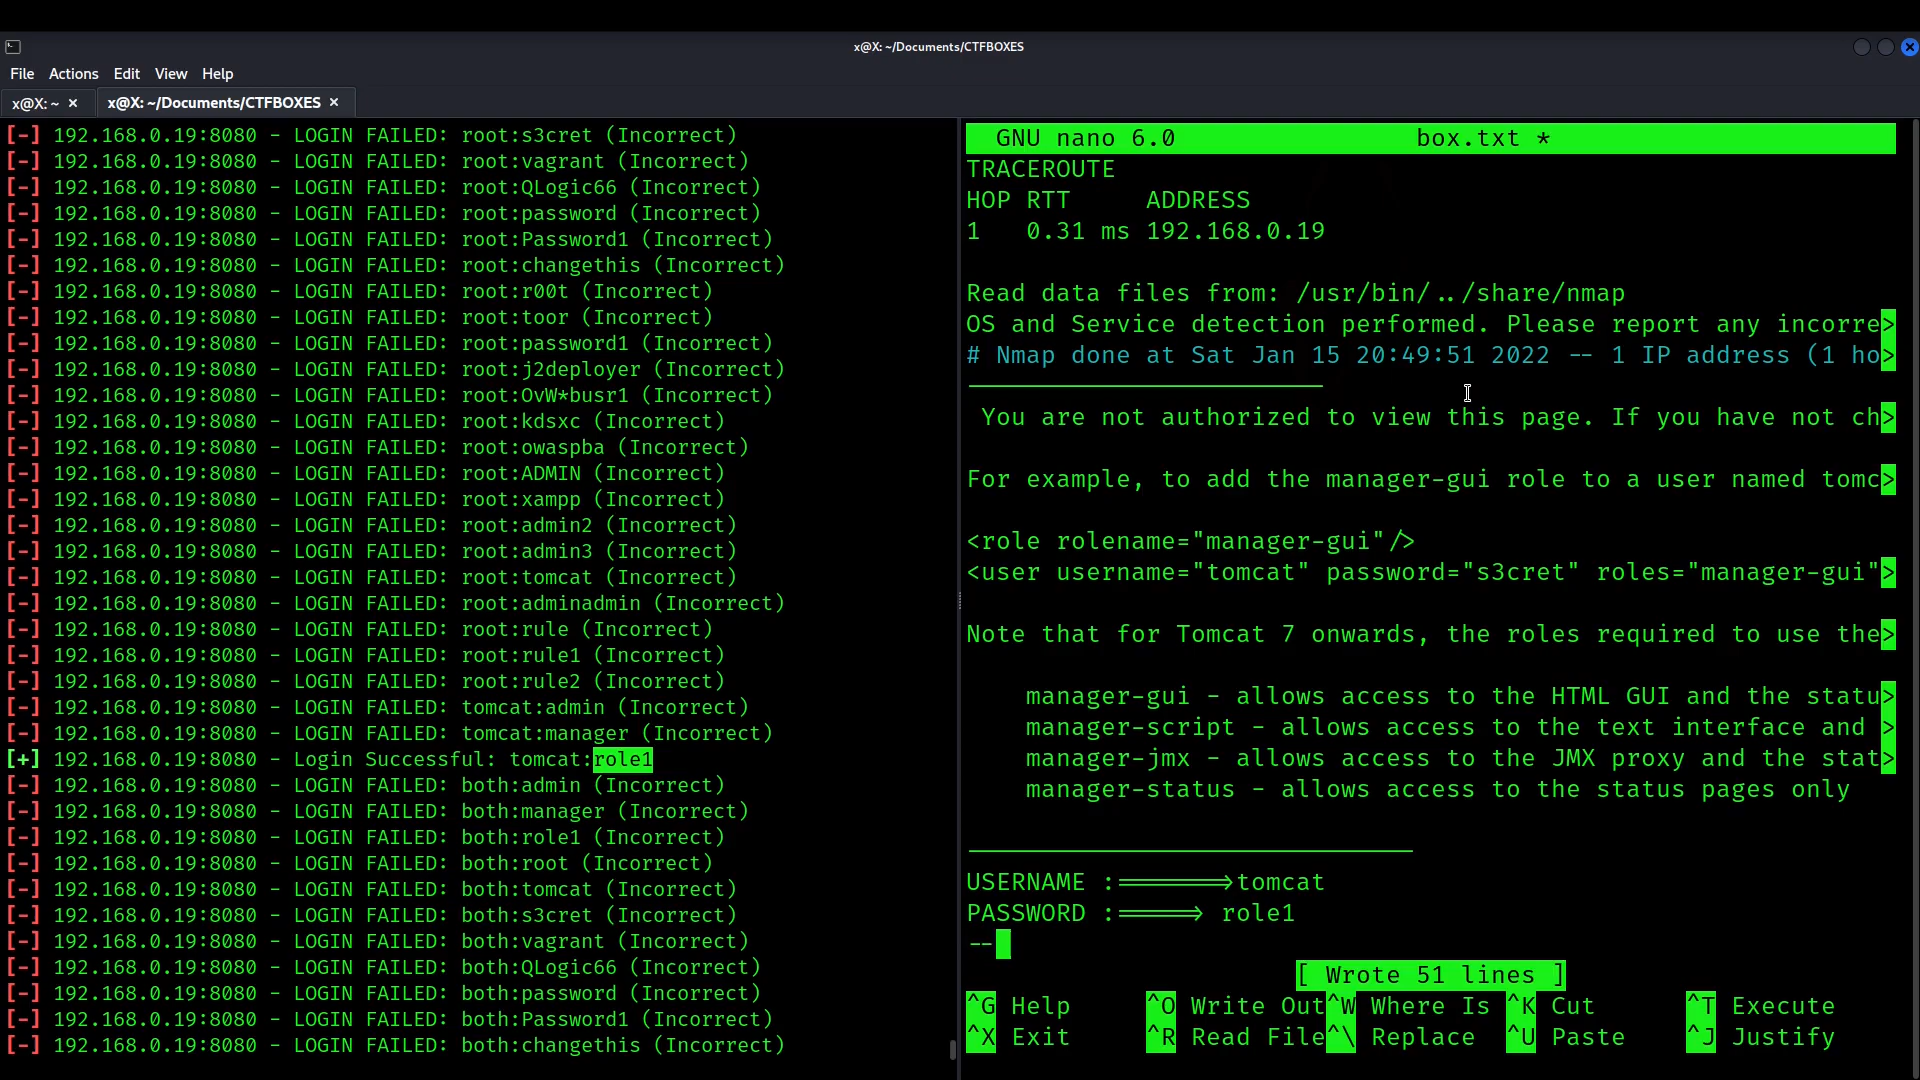 x@X: ~/Documents/CTFBOXES
File Actions Edit View Help
x@X: ~ ×
x@X: ~/Documents/CTFBOXES ×
[-] 192.168.0.19:8080 - LOGIN FAILED: root:s3cret (Incorrect)
[-] 192.168.0.19:8080 - LOGIN FAILED: root:vagrant (Incorrect)
[-] 192.168.0.19:8080 - LOGIN FAILED: root:QLogic66 (Incorrect)
[-] 192.168.0.19:8080 - LOGIN FAILED: root:password (Incorrect)
[-] 192.168.0.19:8080 - LOGIN FAILED: root:Password1 (Incorrect)
[-] 192.168.0.19:8080 - LOGIN FAILED: root:changethis (Incorrect)
[-] 192.168.0.19:8080 - LOGIN FAILED: root:r00t (Incorrect)
[-] 192.168.0.19:8080 - LOGIN FAILED: root:toor (Incorrect)
[-] 192.168.0.19:8080 - LOGIN FAILED: root:password1 (Incorrect)
[-] 192.168.0.19:8080 - LOGIN FAILED: root:j2deployer (Incorrect)
[-] 192.168.0.19:8080 - LOGIN FAILED: root:OvW*busr1 (Incorrect)
[-] 192.168.0.19:8080 - LOGIN FAILED: root:kdsxc (Incorrect)
[-] 192.168.0.19:8080 - LOGIN FAILED: root:owaspba (Incorrect)
[-] 192.168.0.19:8080 - LOGIN FAILED: root:ADMIN (Incorrect)
[-] 192.168.0.19:8080 - LOGIN FAILED: root:xampp (Incorrect)
[-] 192.168.0.19:8080 - LOGIN FAILED: root:admin2 (Incorrect)
[-] 192.168.0.19:8080 - LOGIN FAILED: root:admin3 (Incorrect)
[-] 192.168.0.19:8080 - LOGIN FAILED: root:tomcat (Incorrect)
[-] 192.168.0.19:8080 - LOGIN FAILED: root:adminadmin (Incorrect)
[-] 192.168.0.19:8080 - LOGIN FAILED: root:rule (Incorrect)
[-] 192.168.0.19:8080 - LOGIN FAILED: root:rule1 (Incorrect)
[-] 192.168.0.19:8080 - LOGIN FAILED: root:rule2 (Incorrect)
[-] 192.168.0.19:8080 - LOGIN FAILED: tomcat:admin (Incorrect)
[-] 192.168.0.19:8080 - LOGIN FAILED: tomcat:manager (Incorrect)
[+] 192.168.0.19:8080 - Login Successful: tomcat:role1
[-] 192.168.0.19:8080 - LOGIN FAILED: both:admin (Incorrect)
[-] 192.168.0.19:8080 - LOGIN FAILED: both:manager (Incorrect)
[-] 192.168.0.19:8080 - LOGIN FAILED: both:role1 (Incorrect)
[-] 192.168.0.19:8080 - LOGIN FAILED: both:root (Incorrect)
[-] 192.168.0.19:8080 - LOGIN FAILED: both:tomcat (Incorrect)
[-] 192.168.0.19:8080 - LOGIN FAILED: both:s3cret (Incorrect)
[-] 192.168.0.19:8080 - LOGIN FAILED: both:vagrant (Incorrect)
[-] 192.168.0.19:8080 - LOGIN FAILED: both:QLogic66 (Incorrect)
[-] 192.168.0.19:8080 - LOGIN FAILED: both:password (Incorrect)
[-] 192.168.0.19:8080 - LOGIN FAILED: both:Password1 (Incorrect)
[-] 192.168.0.19:8080 - LOGIN FAILED: both:changethis (Incorrect)
GNU nano 6.0 box.txt *
TRACEROUTE
HOP RTT ADDRESS
1 0.31 ms 192.168.0.19
Read data files from: /usr/bin/../share/nmap
OS and Service detection performed. Please report any incorre>
# Nmap done at Sat Jan 15 20:49:51 2022 -- 1 IP address (1 ho>
You are not authorized to view this page. If you have not ch>
For example, to add the manager-gui role to a user named tomc>
<role rolename="manager-gui"/>
<user username="tomcat" password="s3cret" roles="manager-gui">
Note that for Tomcat 7 onwards, the roles required to use the>
manager-gui - allows access to the HTML GUI and the statu>
manager-script - allows access to the text interface and >
manager-jmx - allows access to the JMX proxy and the stat>
manager-status - allows access to the status pages only
USERNAME :=======>tomcat
PASSWORD :=====> role1
--
[ Wrote 51 lines ]
^G Help ^O Write Out ^W Where Is ^K Cut ^T Execute
^X Exit ^R Read File ^\ Replace ^U Paste ^J Justify